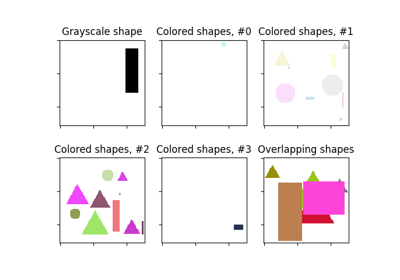 Grayscale shape
Colored shapes, #0
Colored shapes, #1
Colored shapes, #2
Colored shapes, #3
Overlapping shapes